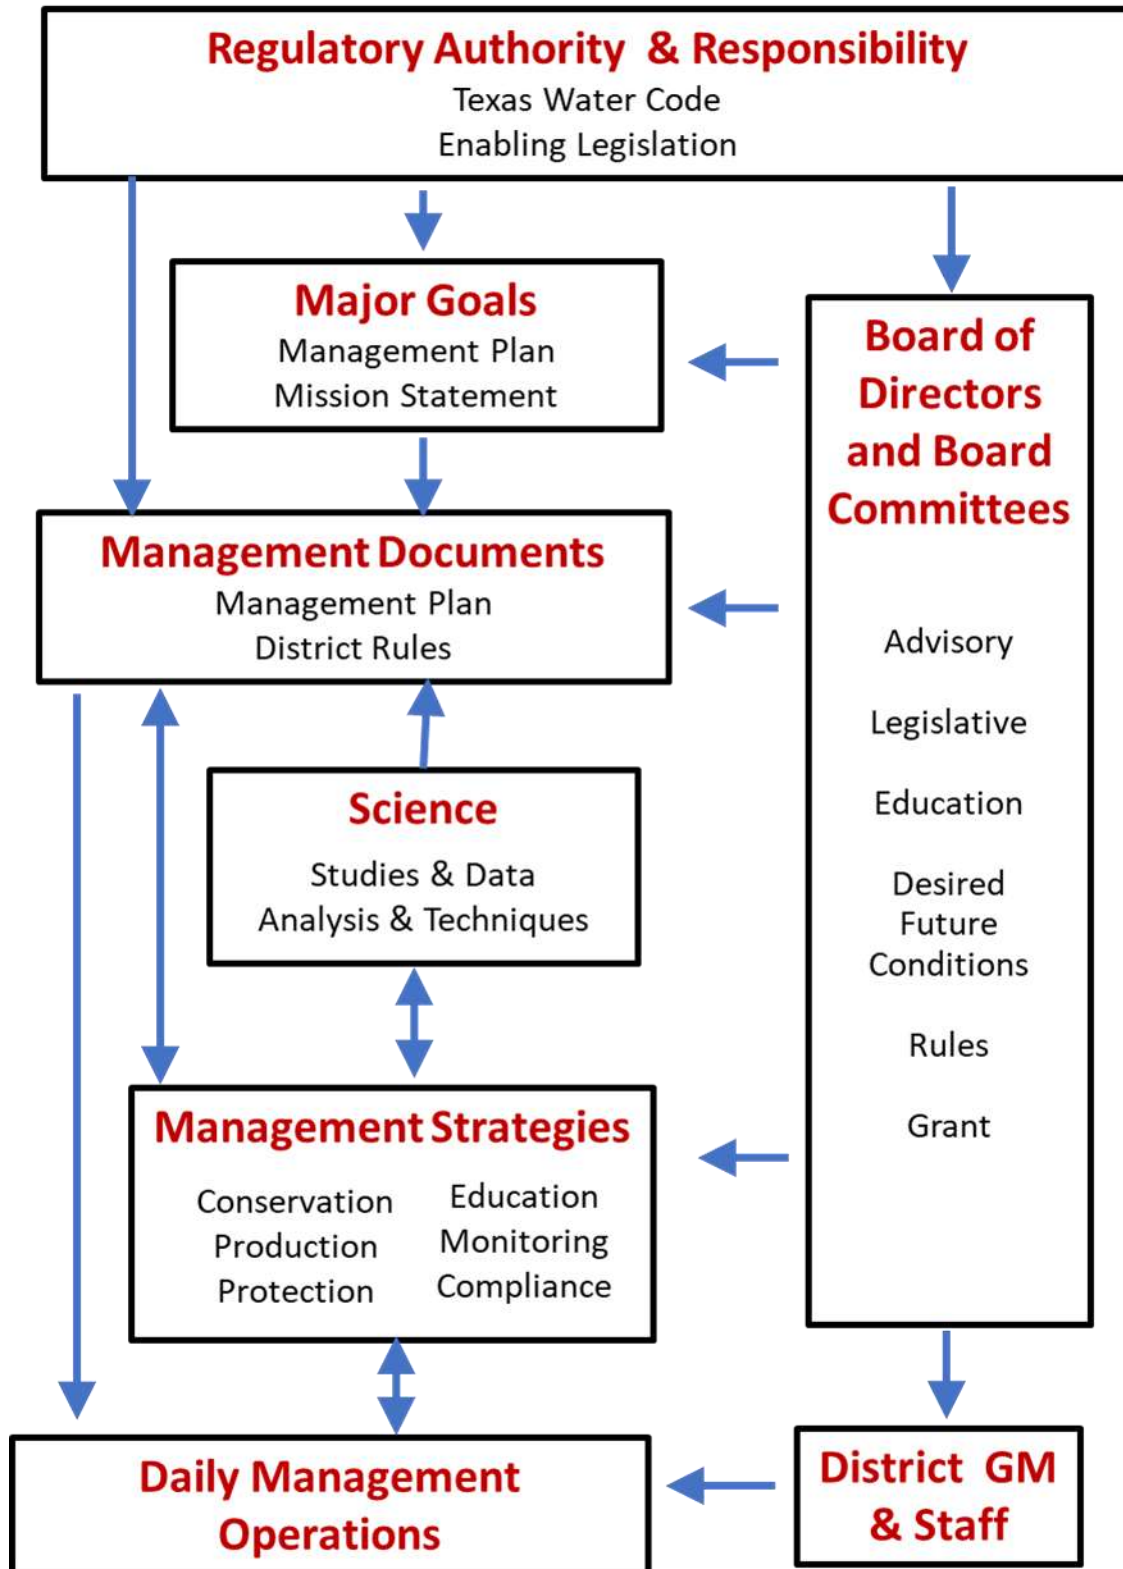 Regulatory Authority & Responsibility
Texas Water Code
Enabling Legislation
Major Goals
Management Plan
Mission Statement
Board of
Directors
and Board
Committees
Advisory
Legislative
Education
Desired
Future
Conditions
Rules
Grant
Management Documents
Management Plan
District Rules
Science
Studies & Data
Analysis & Techniques
Management Strategies
Conservation
Production
Protection
Education
Monitoring
Compliance
Daily Management
Operations
District GM
& Staff